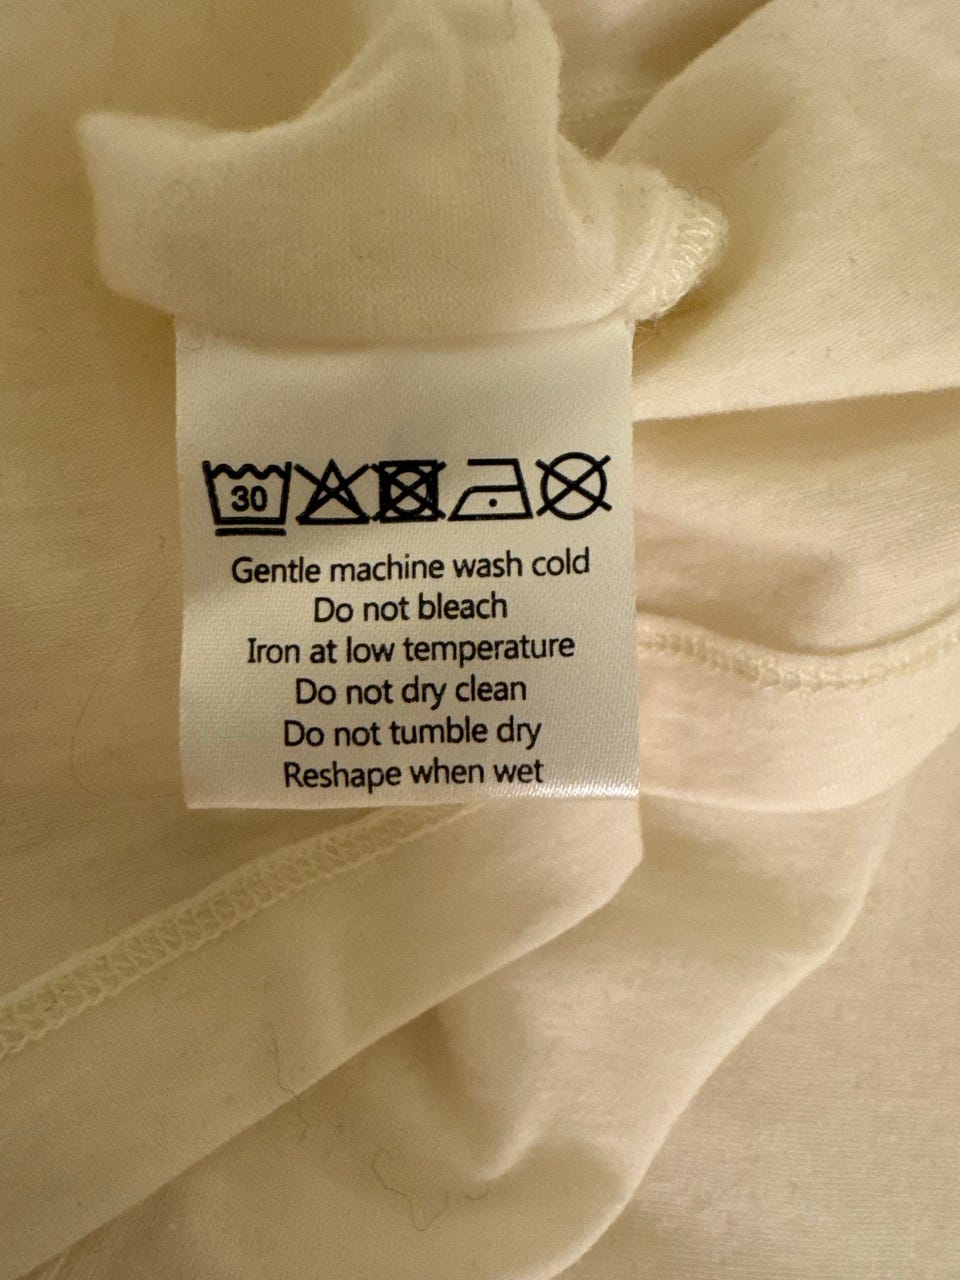 30
Gentle machine wash cold
Do not bleach
Iron at low temperature
Do not dry clean
Do not tumble dry
Reshape when wet